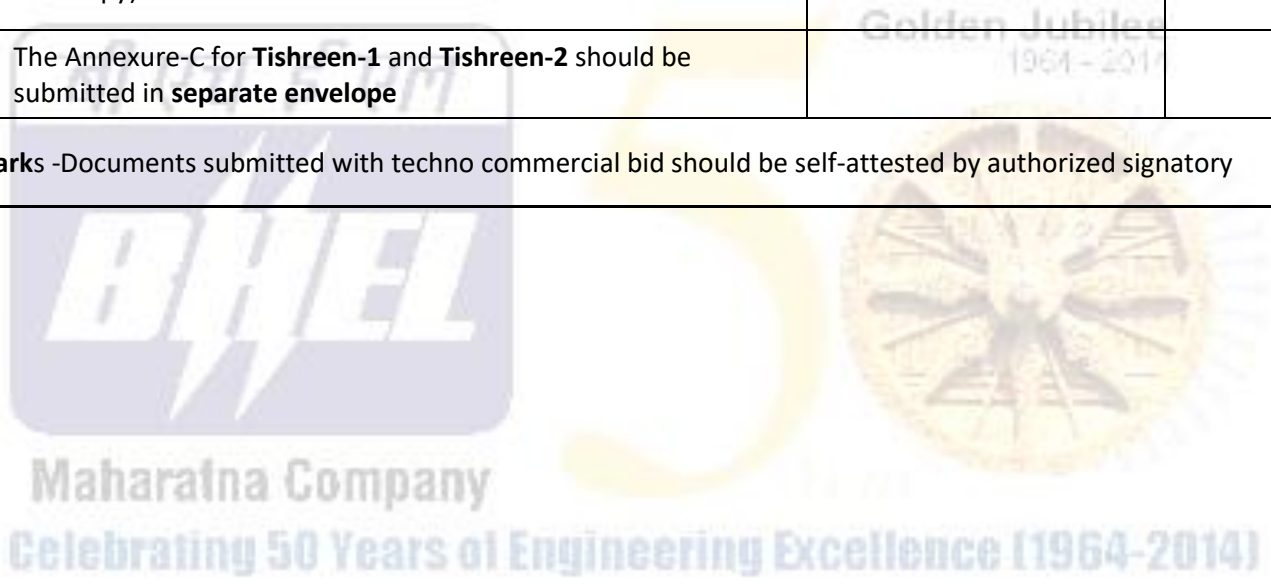 Golden Jubilee
1964 - 2014
The Annexure-C for Tishreen-1 and Tishreen-2 should be
submitted in separate envelope
arks -Documents submitted with techno commercial bid should be self-attested by authorized signatory
BHEL
5
Maharatna Company
Celebrating 50 Years of Engineering Excellence (1964-2014)